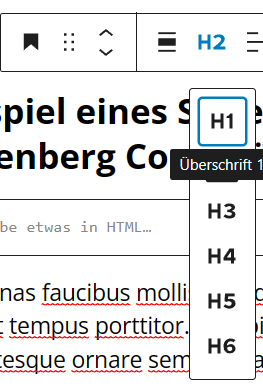 H2
H1
spiel eines S
Überschrift 1
enberg Co
H3
be etwas in HTML…
H4
nas faucibus molli
H5
t tempus porttitor.
H6
tesque ornare sem